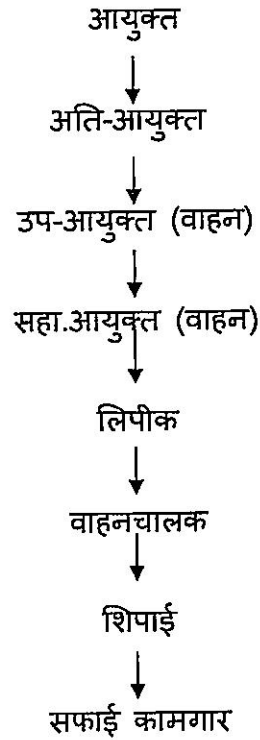 आयुक्त
अति-आयुक्त
उप-आयुक्त (वाहन)
सहा.आयुक्त (वाहन)
लिपीक
वाहनचालक
शिपाई
सफाई कामगार